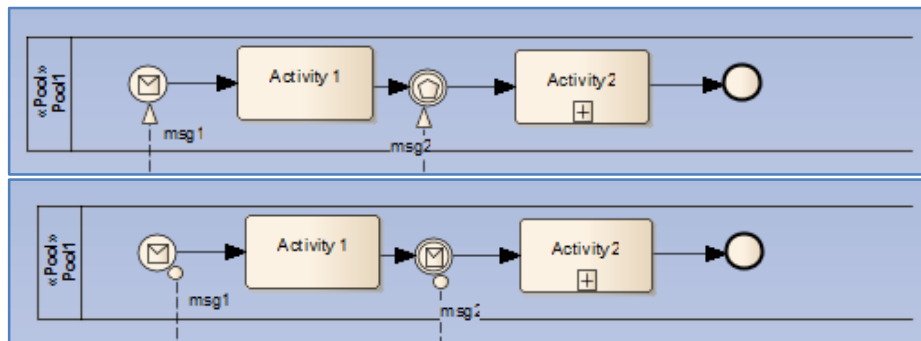 «Pool»
Pool1
Activity 1
Activity2
msg1
msg2
«Pool»
Pool1
Activity 1
Activity2
msg1
msg2